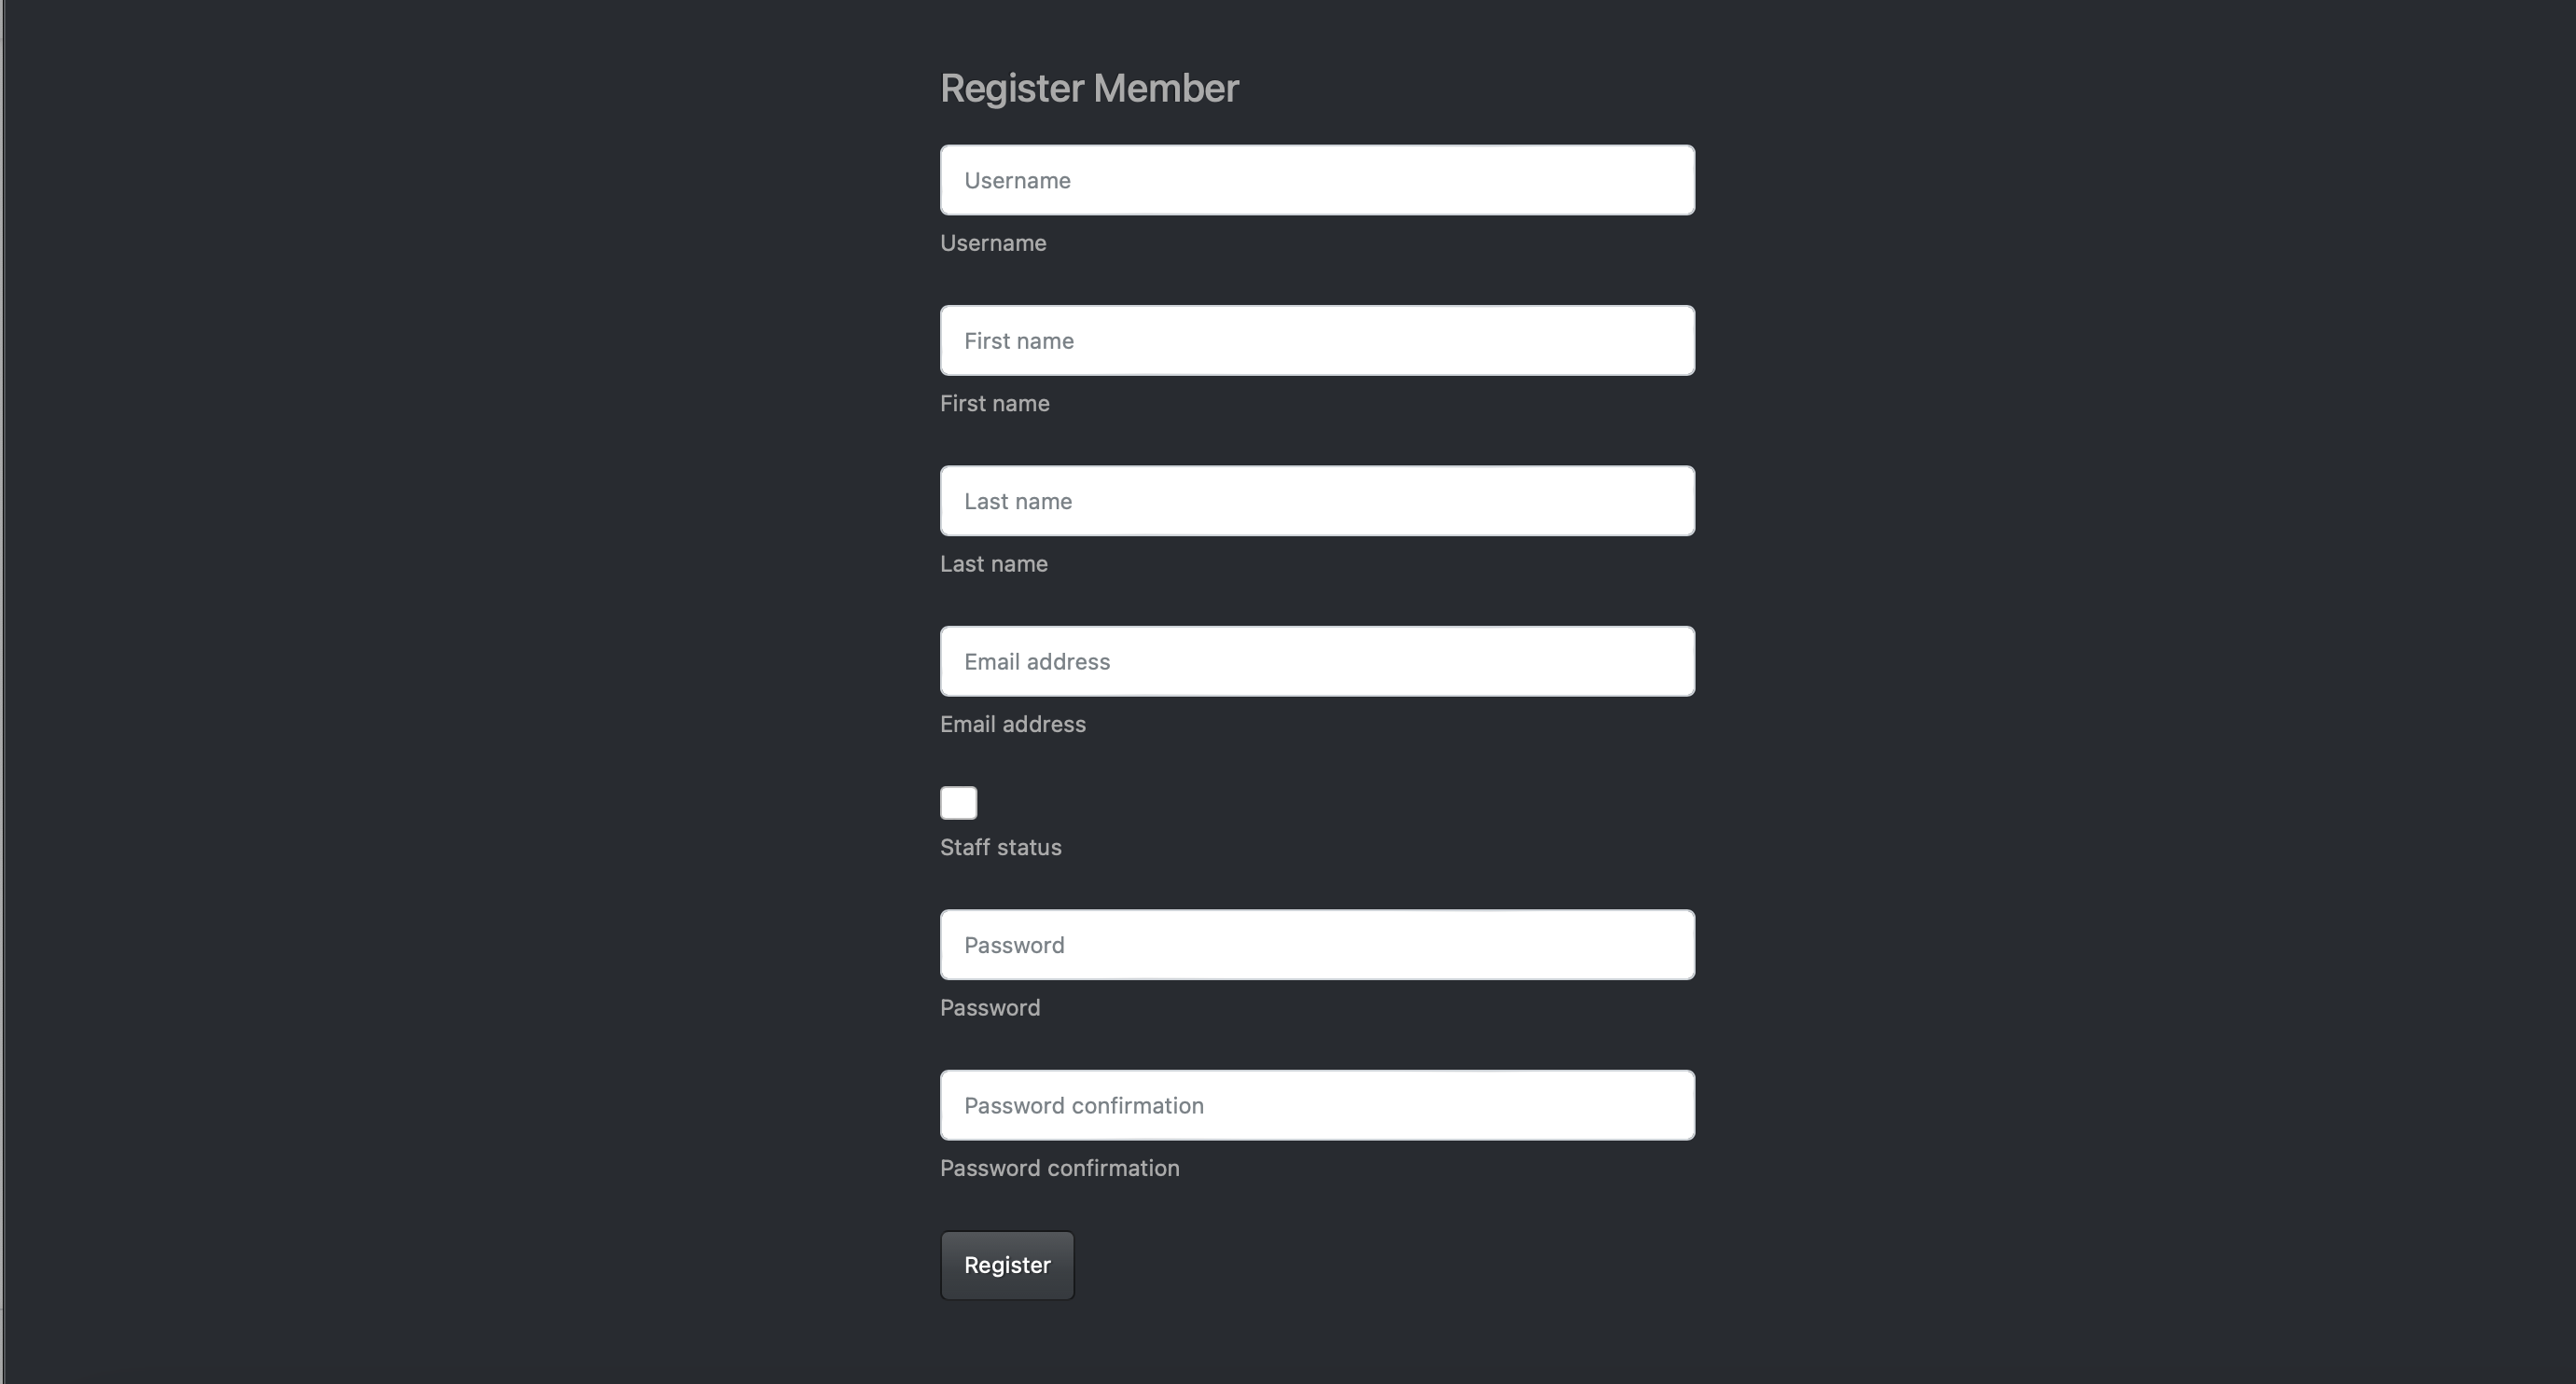 Register Member
Username
Username
First name
First name
Last name
Last name
Email address
Email address
Staff status
Password
Password
Password confirmation
Password confirmation
Register